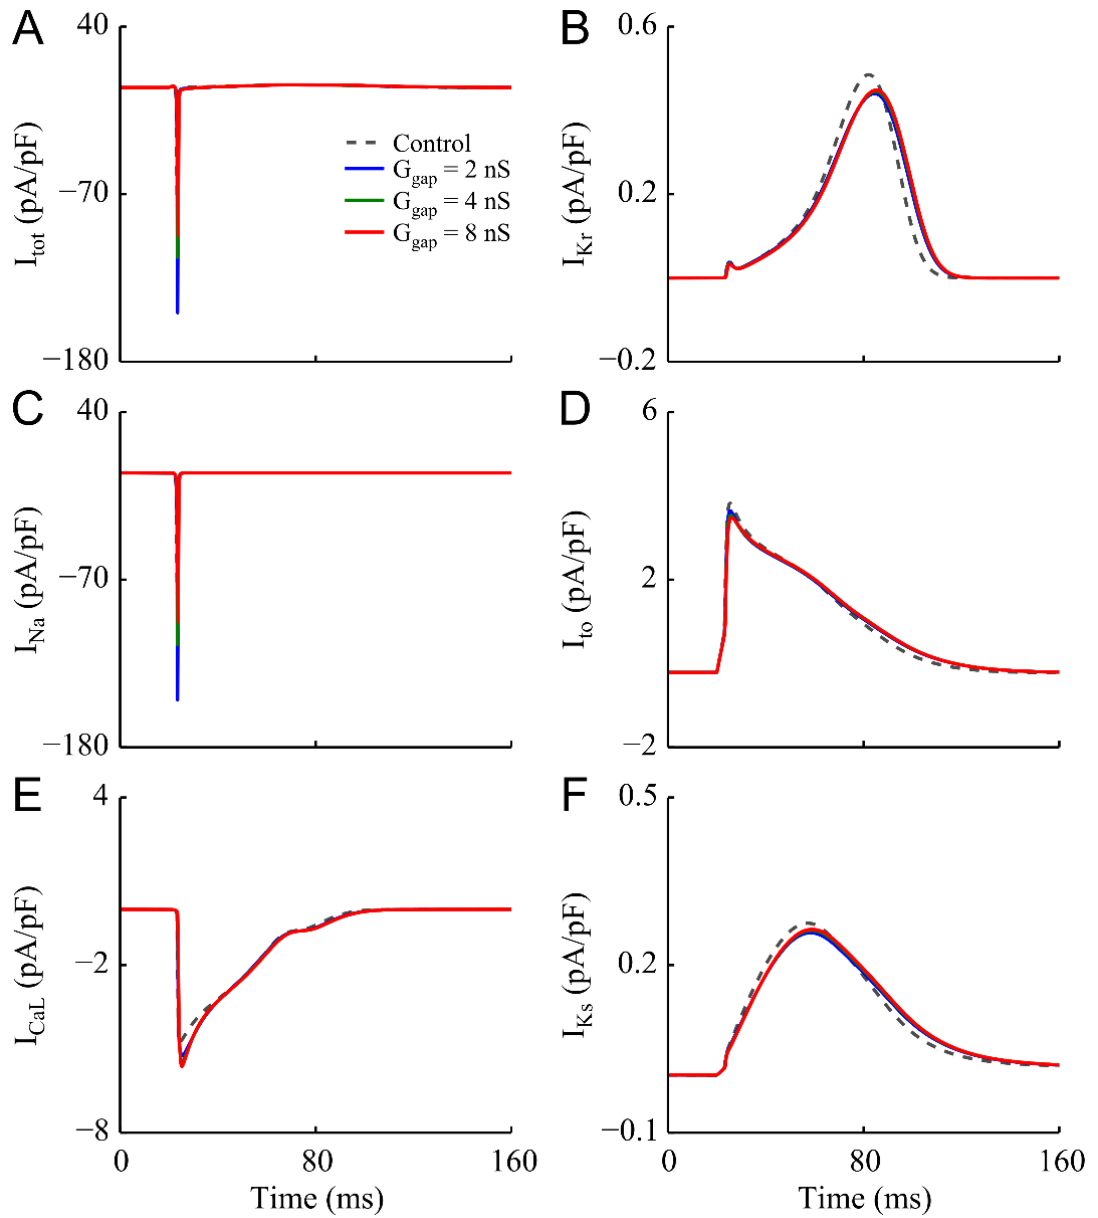 A
40
−70
−180
I_tot (pA/pF)
Control
G_gap = 2 nS
G_gap = 4 nS
G_gap = 8 nS
B
0.6
0.2
−0.2
I_Kr (pA/pF)
C
40
−70
−180
I_Na (pA/pF)
D
6
2
−2
I_to (pA/pF)
E
4
−2
−8
I_CaL (pA/pF)
0 80 160
Time (ms)
F
0.5
0.2
−0.1
I_Ks (pA/pF)
0 80 160
Time (ms)